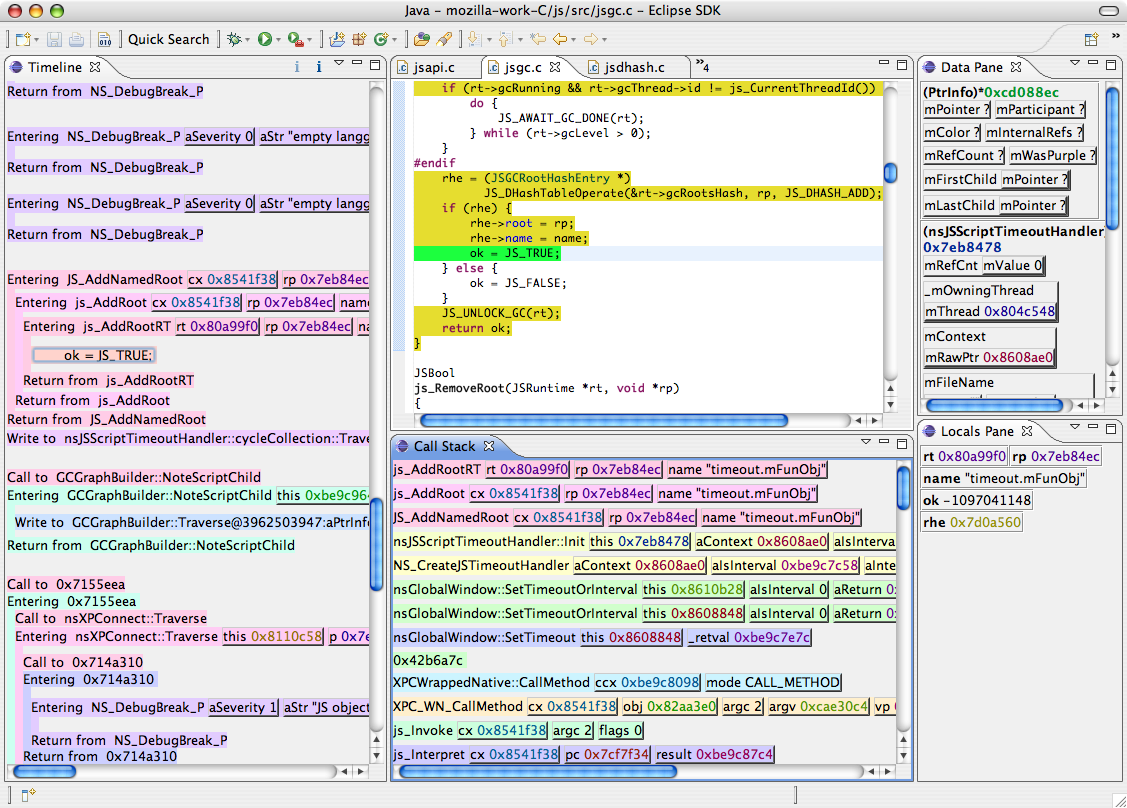 Java - mozilla-work-C/js/src/jsgc.c - Eclipse SDK
010 Quick Search
Timeline
Return from NS_DebugBreak_P
Entering NS_DebugBreak_P aSeverity 0 aStr "empty langg
Return from NS_DebugBreak_P
Entering NS_DebugBreak_P aSeverity 0 aStr "empty langg
Return from NS_DebugBreak_P
Entering JS_AddNamedRoot cx 0x8541f38 rp 0x7eb84ec
Entering js_AddRoot cx 0x8541f38 rp 0x7eb84ec name
Entering js_AddRootRT rt 0x80a99f0 rp 0x7eb84ec na
ok = JS_TRUE;
Return from js_AddRootRT
Return from js_AddRoot
Return from JS_AddNamedRoot
Write to nsJSScriptTimeoutHandler::cycleCollection::Trave
Call to GCGraphBuilder::NoteScriptChild
Entering GCGraphBuilder::NoteScriptChild this 0xbe9c964
Write to GCGraphBuilder::Traverse@3962503947:aPtrInfo
Return from GCGraphBuilder::NoteScriptChild
Call to 0x7155eea
Entering 0x7155eea
Call to nsXPConnect::Traverse
Entering nsXPConnect::Traverse this 0x8110c58 p 0x7e
Call to 0x714a310
Entering 0x714a310
Entering NS_DebugBreak_P aSeverity 1 aStr "JS object
Return from NS_DebugBreak_P
Return from 0x714a310
jsapi.c jsgc.c jsdhash.c »4
if (rt->gcRunning && rt->gcThread->id != js_CurrentThreadId())
do {
JS_AWAIT_GC_DONE(rt);
} while (rt->gcLevel > 0);
}
#endif
rhe = (JSGCRootHashEntry *)
JS_DHashTableOperate(&rt->gcRootsHash, rp, JS_DHASH_ADD);
if (rhe) {
rhe->root = rp;
rhe->name = name;
ok = JS_TRUE;
} else {
ok = JS_FALSE;
}
JS_UNLOCK_GC(rt);
return ok;
}
JSBool
js_RemoveRoot(JSRuntime *rt, void *rp)
{
Call Stack
js_AddRootRT rt 0x80a99f0 rp 0x7eb84ec name "timeout.mFunObj"
js_AddRoot cx 0x8541f38 rp 0x7eb84ec name "timeout.mFunObj"
JS_AddNamedRoot cx 0x8541f38 rp 0x7eb84ec name "timeout.mFunObj"
nsJSScriptTimeoutHandler::Init this 0x7eb8478 aContext 0x8608ae0 aIsInterva
NS_CreateJSTimeoutHandler aContext 0x8608ae0 aIsInterval 0xbe9c7c58 aInte
nsGlobalWindow::SetTimeoutOrInterval this 0x8610b28 aIsInterval 0 aReturn 0x
nsGlobalWindow::SetTimeoutOrInterval this 0x8608848 aIsInterval 0 aReturn 0x
nsGlobalWindow::SetTimeout this 0x8608848 _retval 0xbe9c7e7c
0x42b6a7c
XPCWrappedNative::CallMethod ccx 0xbe9c8098 mode CALL_METHOD
XPC_WN_CallMethod cx 0x8541f38 obj 0x82aa3e0 argc 2 argv 0xcae30c4 vp
js_Invoke cx 0x8541f38 argc 2 flags 0
js_Interpret cx 0x8541f38 pc 0x7cf7f34 result 0xbe9c87c4
Data Pane
(PtrInfo)*0xcd088ec
mPointer ? mParticipant ?
mColor ? mInternalRefs ?
mRefCount ? mWasPurple ?
mFirstChild mPointer ?
mLastChild mPointer ?
(nsJSScriptTimeoutHandler
0x7eb8478
mRefCnt mValue 0
_mOwningThread
mThread 0x804c548
mContext
mRawPtr 0x8608ae0
mFileName
Locals Pane
rt 0x80a99f0 rp 0x7eb84ec
name "timeout.mFunObj"
ok -1097041148
rhe 0x7d0a560